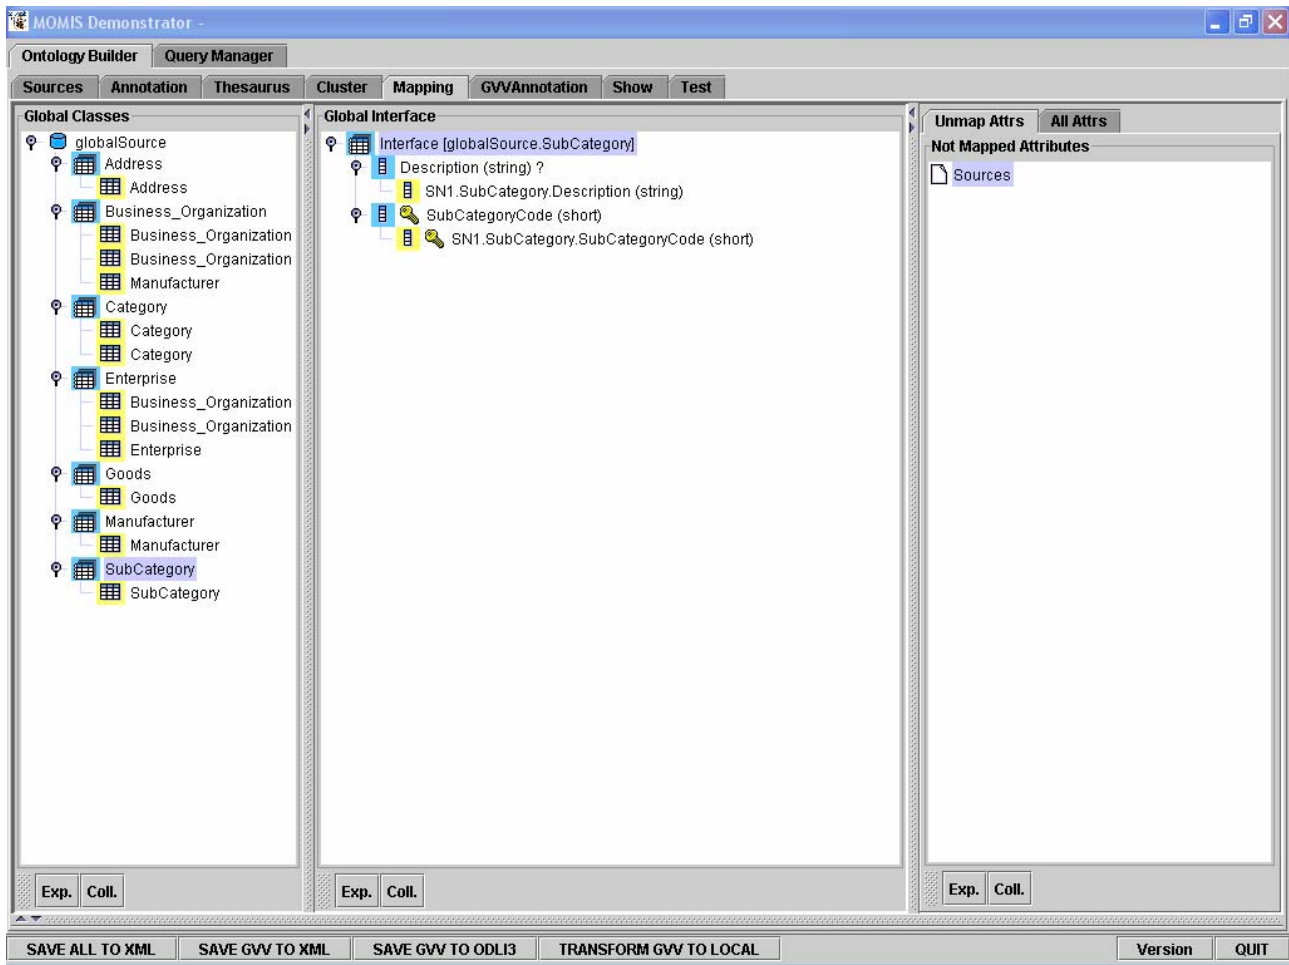 MOMIS Demonstrator -
Ontology Builder Query Manager
Sources Annotation Thesaurus Cluster Mapping GVVAnnotation Show Test
Global Classes
globalSource
Address
Address
Business_Organization
Business_Organization
Business_Organization
Manufacturer
Category
Category
Category
Enterprise
Business_Organization
Business_Organization
Enterprise
Goods
Goods
Manufacturer
Manufacturer
SubCategory
SubCategory
Exp. Coll.
Global Interface
Interface [globalSource.SubCategory]
Description (string) ?
SN1.SubCategory.Description (string)
SubCategoryCode (short)
SN1.SubCategory.SubCategoryCode (short)
Exp. Coll.
Unmap Attrs All Attrs
Not Mapped Attributes
Sources
Exp. Coll.
SAVE ALL TO XML SAVE GVV TO XML SAVE GVV TO ODLI3 TRANSFORM GVV TO LOCAL Version QUIT